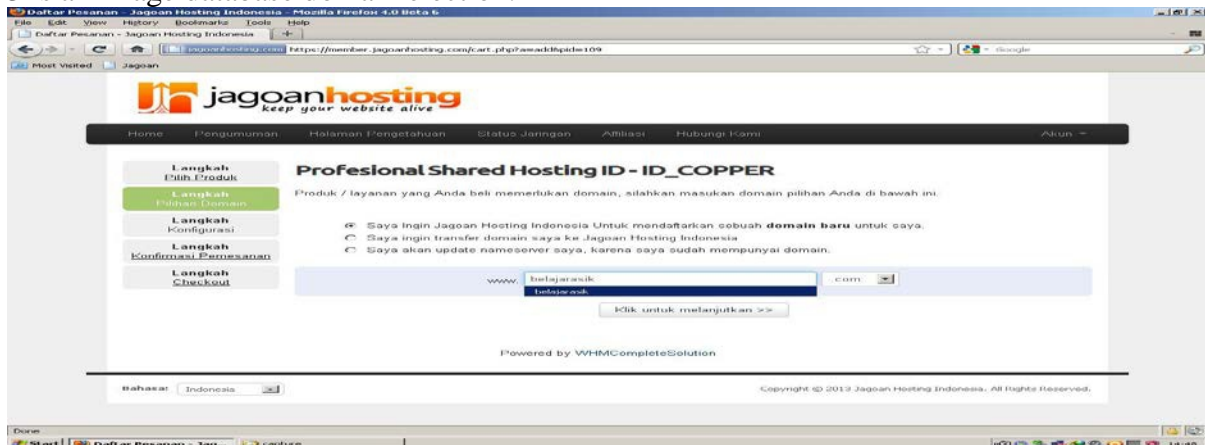 Daftar Pesanan - Jagoan Hosting Indonesia - Mozilla Firefox 4.0 Beta 6
File Edit View History Bookmarks Tools Help
Daftar Pesanan - Jagoan Hosting Indonesia
jagoanhosting.com https://member.jagoanhosting.com/cart.php?a=add&pid=109
Google
Most Visited Jagoan
jagoanhosting
keep your website alive
Home Pengumuman Halaman Pengetahuan Status Jaringan Affiliasi Hubungi Kami Akun
Langkah
Pilih Produk
Langkah
Pilihan Domain
Langkah
Konfigurasi
Langkah
Konfirmasi Pemesanan
Langkah
Checkout
Profesional Shared Hosting ID - ID_COPPER
Produk / layanan yang Anda beli memerlukan domain, silahkan masukan domain pilihan Anda di bawah ini.
Saya Ingin Jagoan Hosting Indonesia Untuk mendaftarkan sebuah domain baru untuk saya.
Saya ingin transfer domain saya ke Jagoan Hosting Indonesia
Saya akan update nameserver saya, karena saya sudah mempunyai domain.
www. belajarasik .com
belajarasik
Klik untuk melanjutkan >>
Powered by WHMCompleteSolution
Bahasa: Indonesia
Copyright © 2013 Jagoan Hosting Indonesia. All Rights Reserved.
Done
Start Daftar Pesanan - Jag... capture 14:49